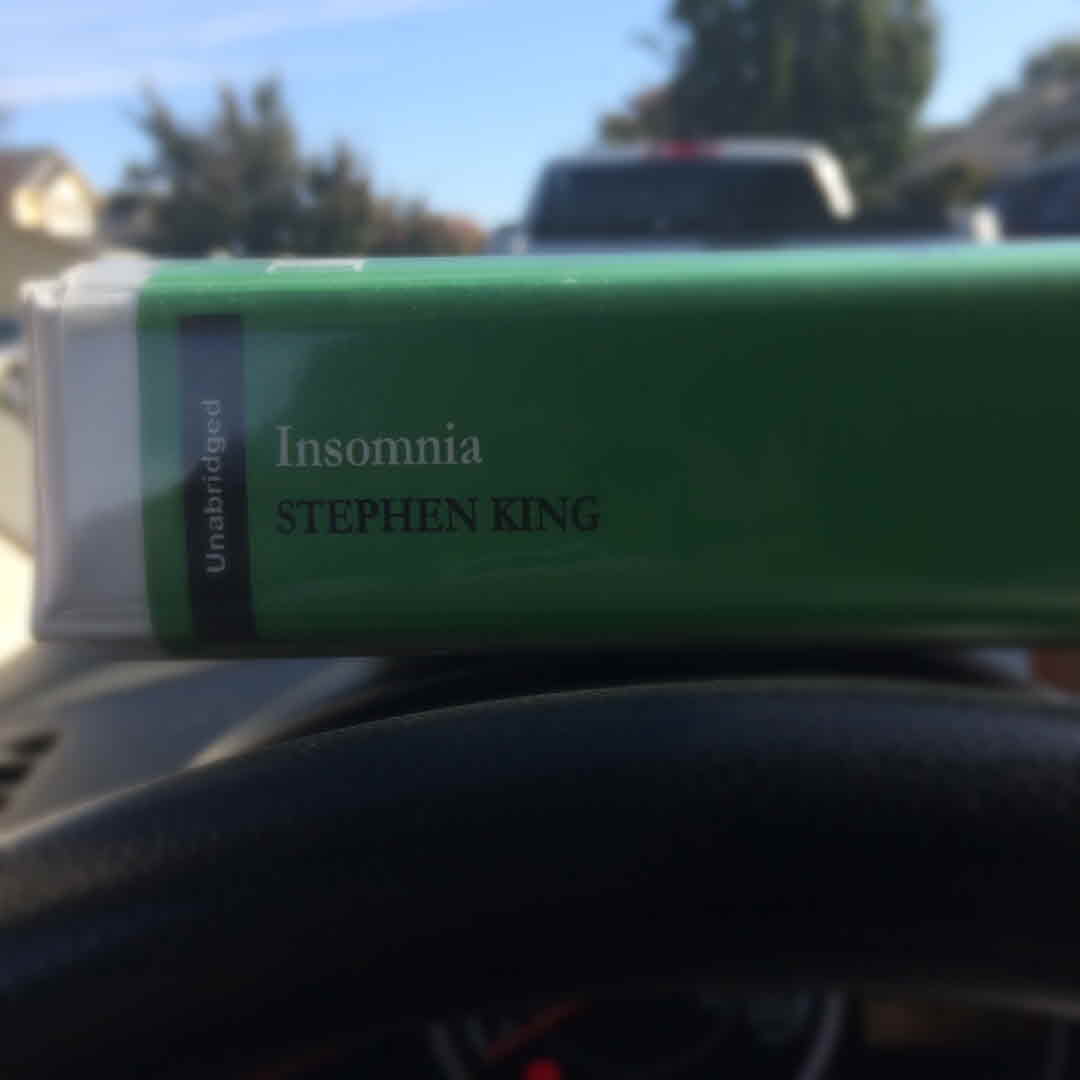 Unabridged
Insomnia
STEPHEN KING